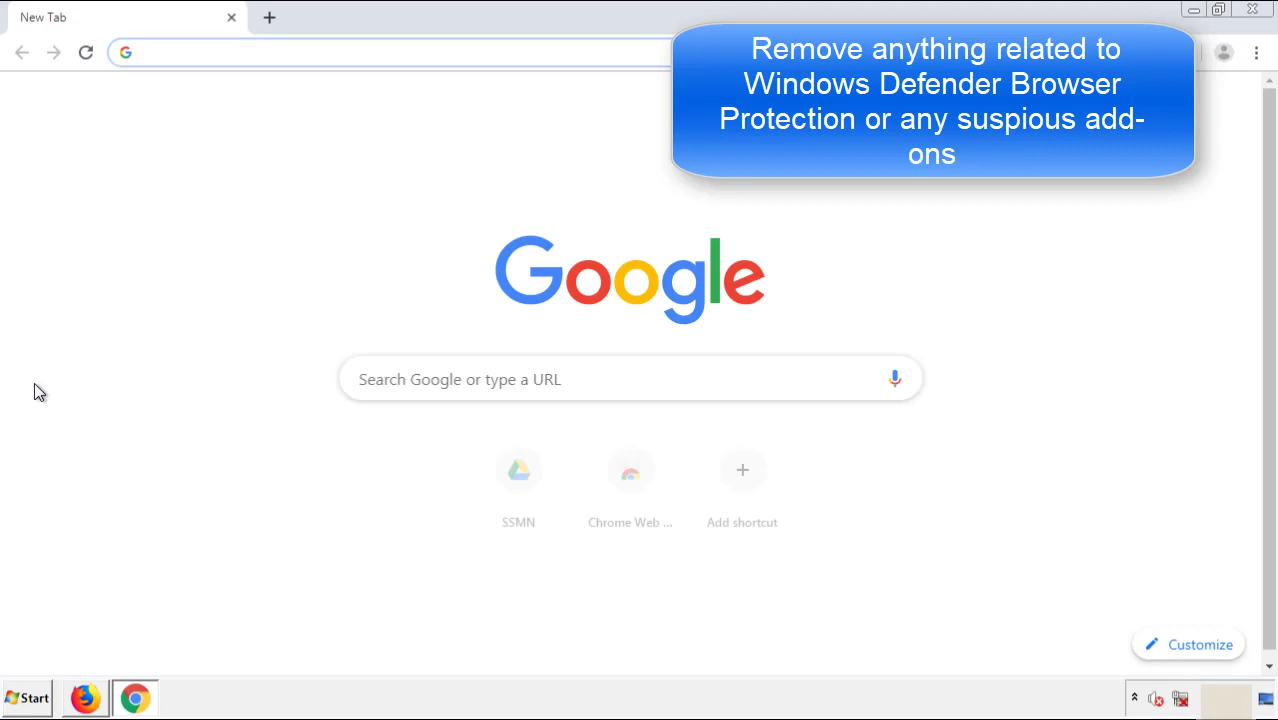 New Tab
Remove anything related to
Windows Defender Browser
Protection or any suspious add-
ons
Google
Search Google or type a URL
SSMN
Chrome Web ...
Add shortcut
Customize
Start